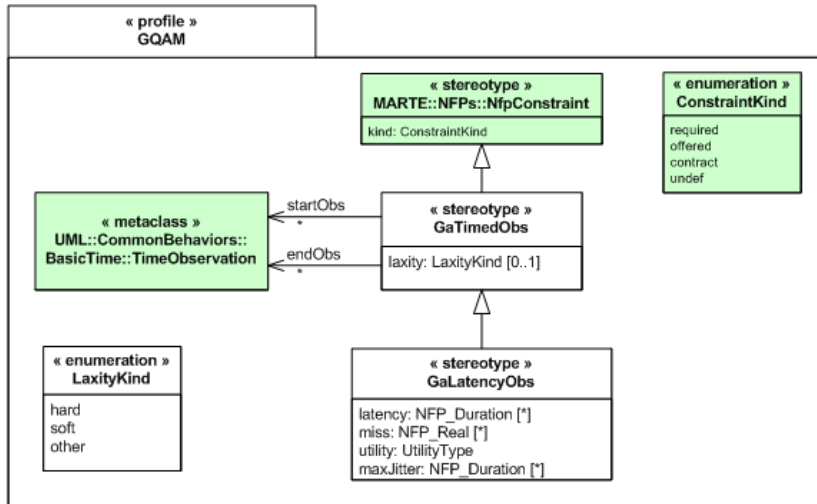 « profile »
GQAM
« stereotype »
MARTE::NFPs::NfpConstraint
kind: ConstraintKind
« enumeration »
ConstraintKind
required
offered
contract
undef
« metaclass »
UML::CommonBehaviors::
BasicTime::TimeObservation
startObs
*
endObs
*
« stereotype »
GaTimedObs
laxity: LaxityKind [0..1]
« enumeration »
LaxityKind
hard
soft
other
« stereotype »
GaLatencyObs
latency: NFP_Duration [*]
miss: NFP_Real [*]
utility: UtilityType
maxJitter: NFP_Duration [*]